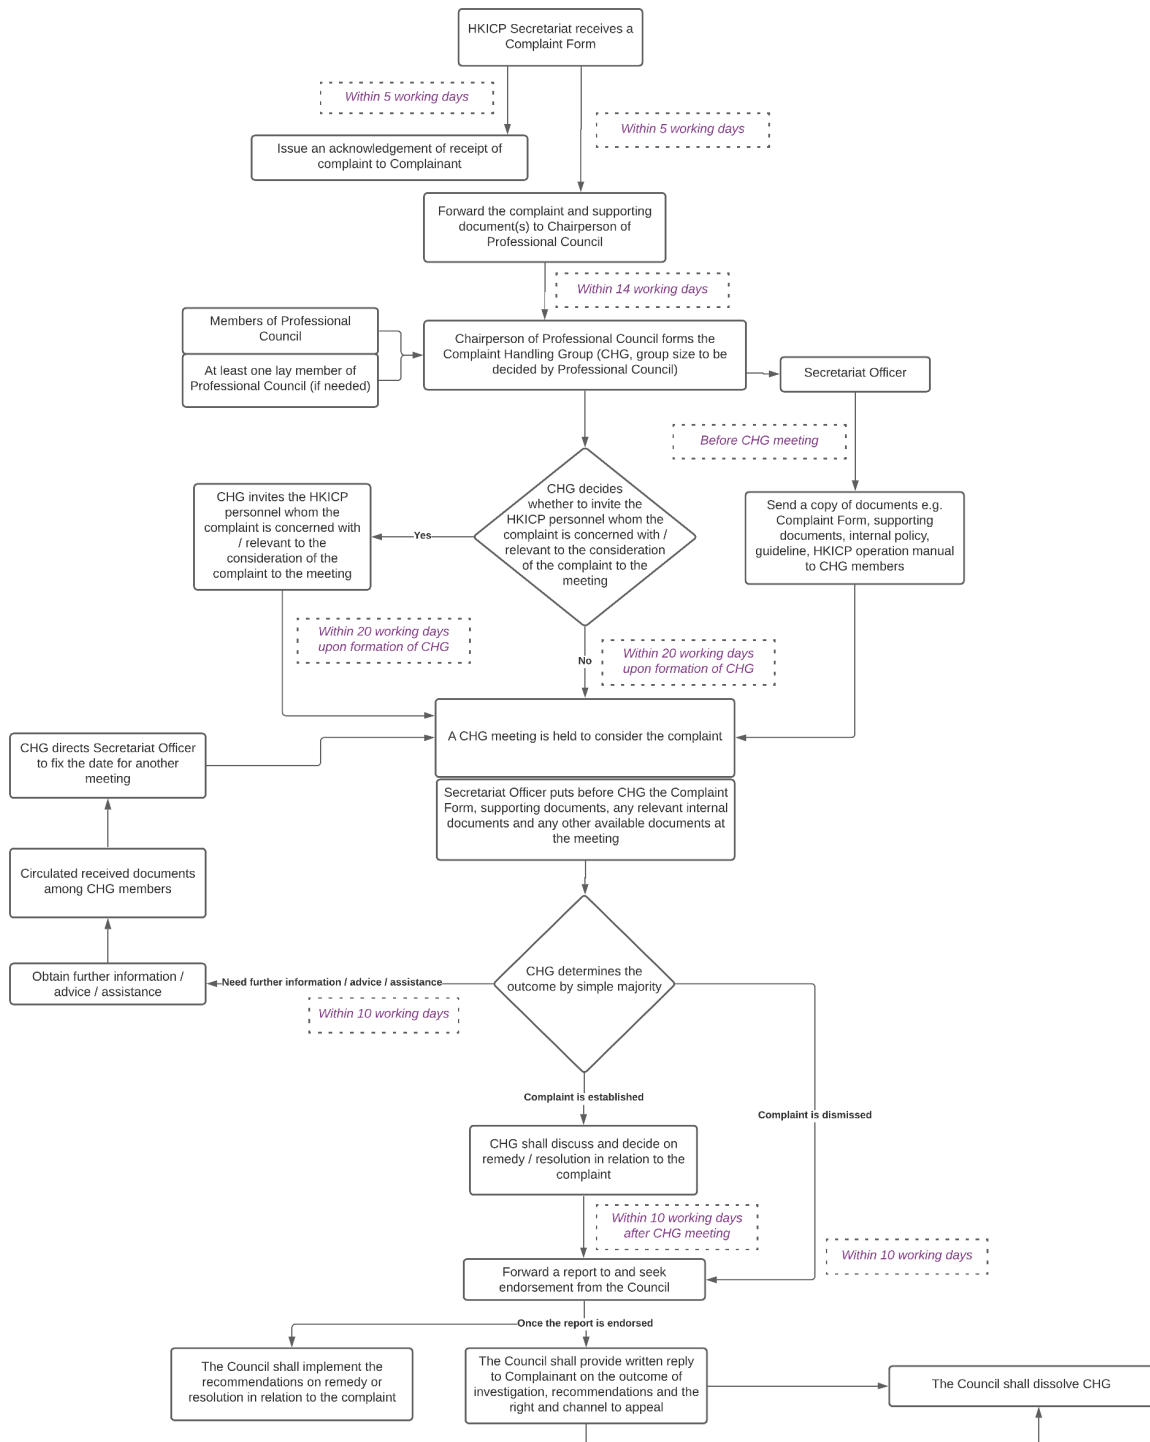 HKICP Secretariat receives a
Complaint Form
Within 5 working days
Within 5 working days
Issue an acknowledgement of receipt of
complaint to Complainant
Forward the complaint and supporting
document(s) to Chairperson of
Professional Council
Within 14 working days
Members of Professional
Council
At least one lay member of
Professional Council (if needed)
Chairperson of Professional Council forms the
Complaint Handling Group (CHG, group size to be
decided by Professional Council)
Secretariat Officer
Before CHG meeting
CHG decides
whether to invite the
HKICP personnel whom the
complaint is concerned with /
relevant to the consideration
of the complaint to the
meeting
Yes
CHG invites the HKICP
personnel whom the
complaint is concerned with
/ relevant to the
consideration of the
complaint to the meeting
Send a copy of documents e.g.
Complaint Form, supporting
documents, internal policy,
guideline, HKICP operation manual
to CHG members
Within 20 working days
upon formation of CHG
No
Within 20 working days
upon formation of CHG
A CHG meeting is held to consider the complaint
CHG directs Secretariat Officer
to fix the date for another
meeting
Secretariat Officer puts before CHG the Complaint
Form, supporting documents, any relevant internal
documents and any other available documents at
the meeting
Circulated received documents
among CHG members
Obtain further information /
advice / assistance
Need further information / advice / assistance
Within 10 working days
CHG determines the
outcome by simple majority
Complaint is established
Complaint is dismissed
CHG shall discuss and decide on
remedy / resolution in relation to the
complaint
Within 10 working days
after CHG meeting
Within 10 working days
Forward a report to and seek
endorsement from the Council
Once the report is endorsed
The Council shall implement the
recommendations on remedy or
resolution in relation to the complaint
The Council shall provide written reply
to Complainant on the outcome of
investigation, recommendations and the
right and channel to appeal
The Council shall dissolve CHG